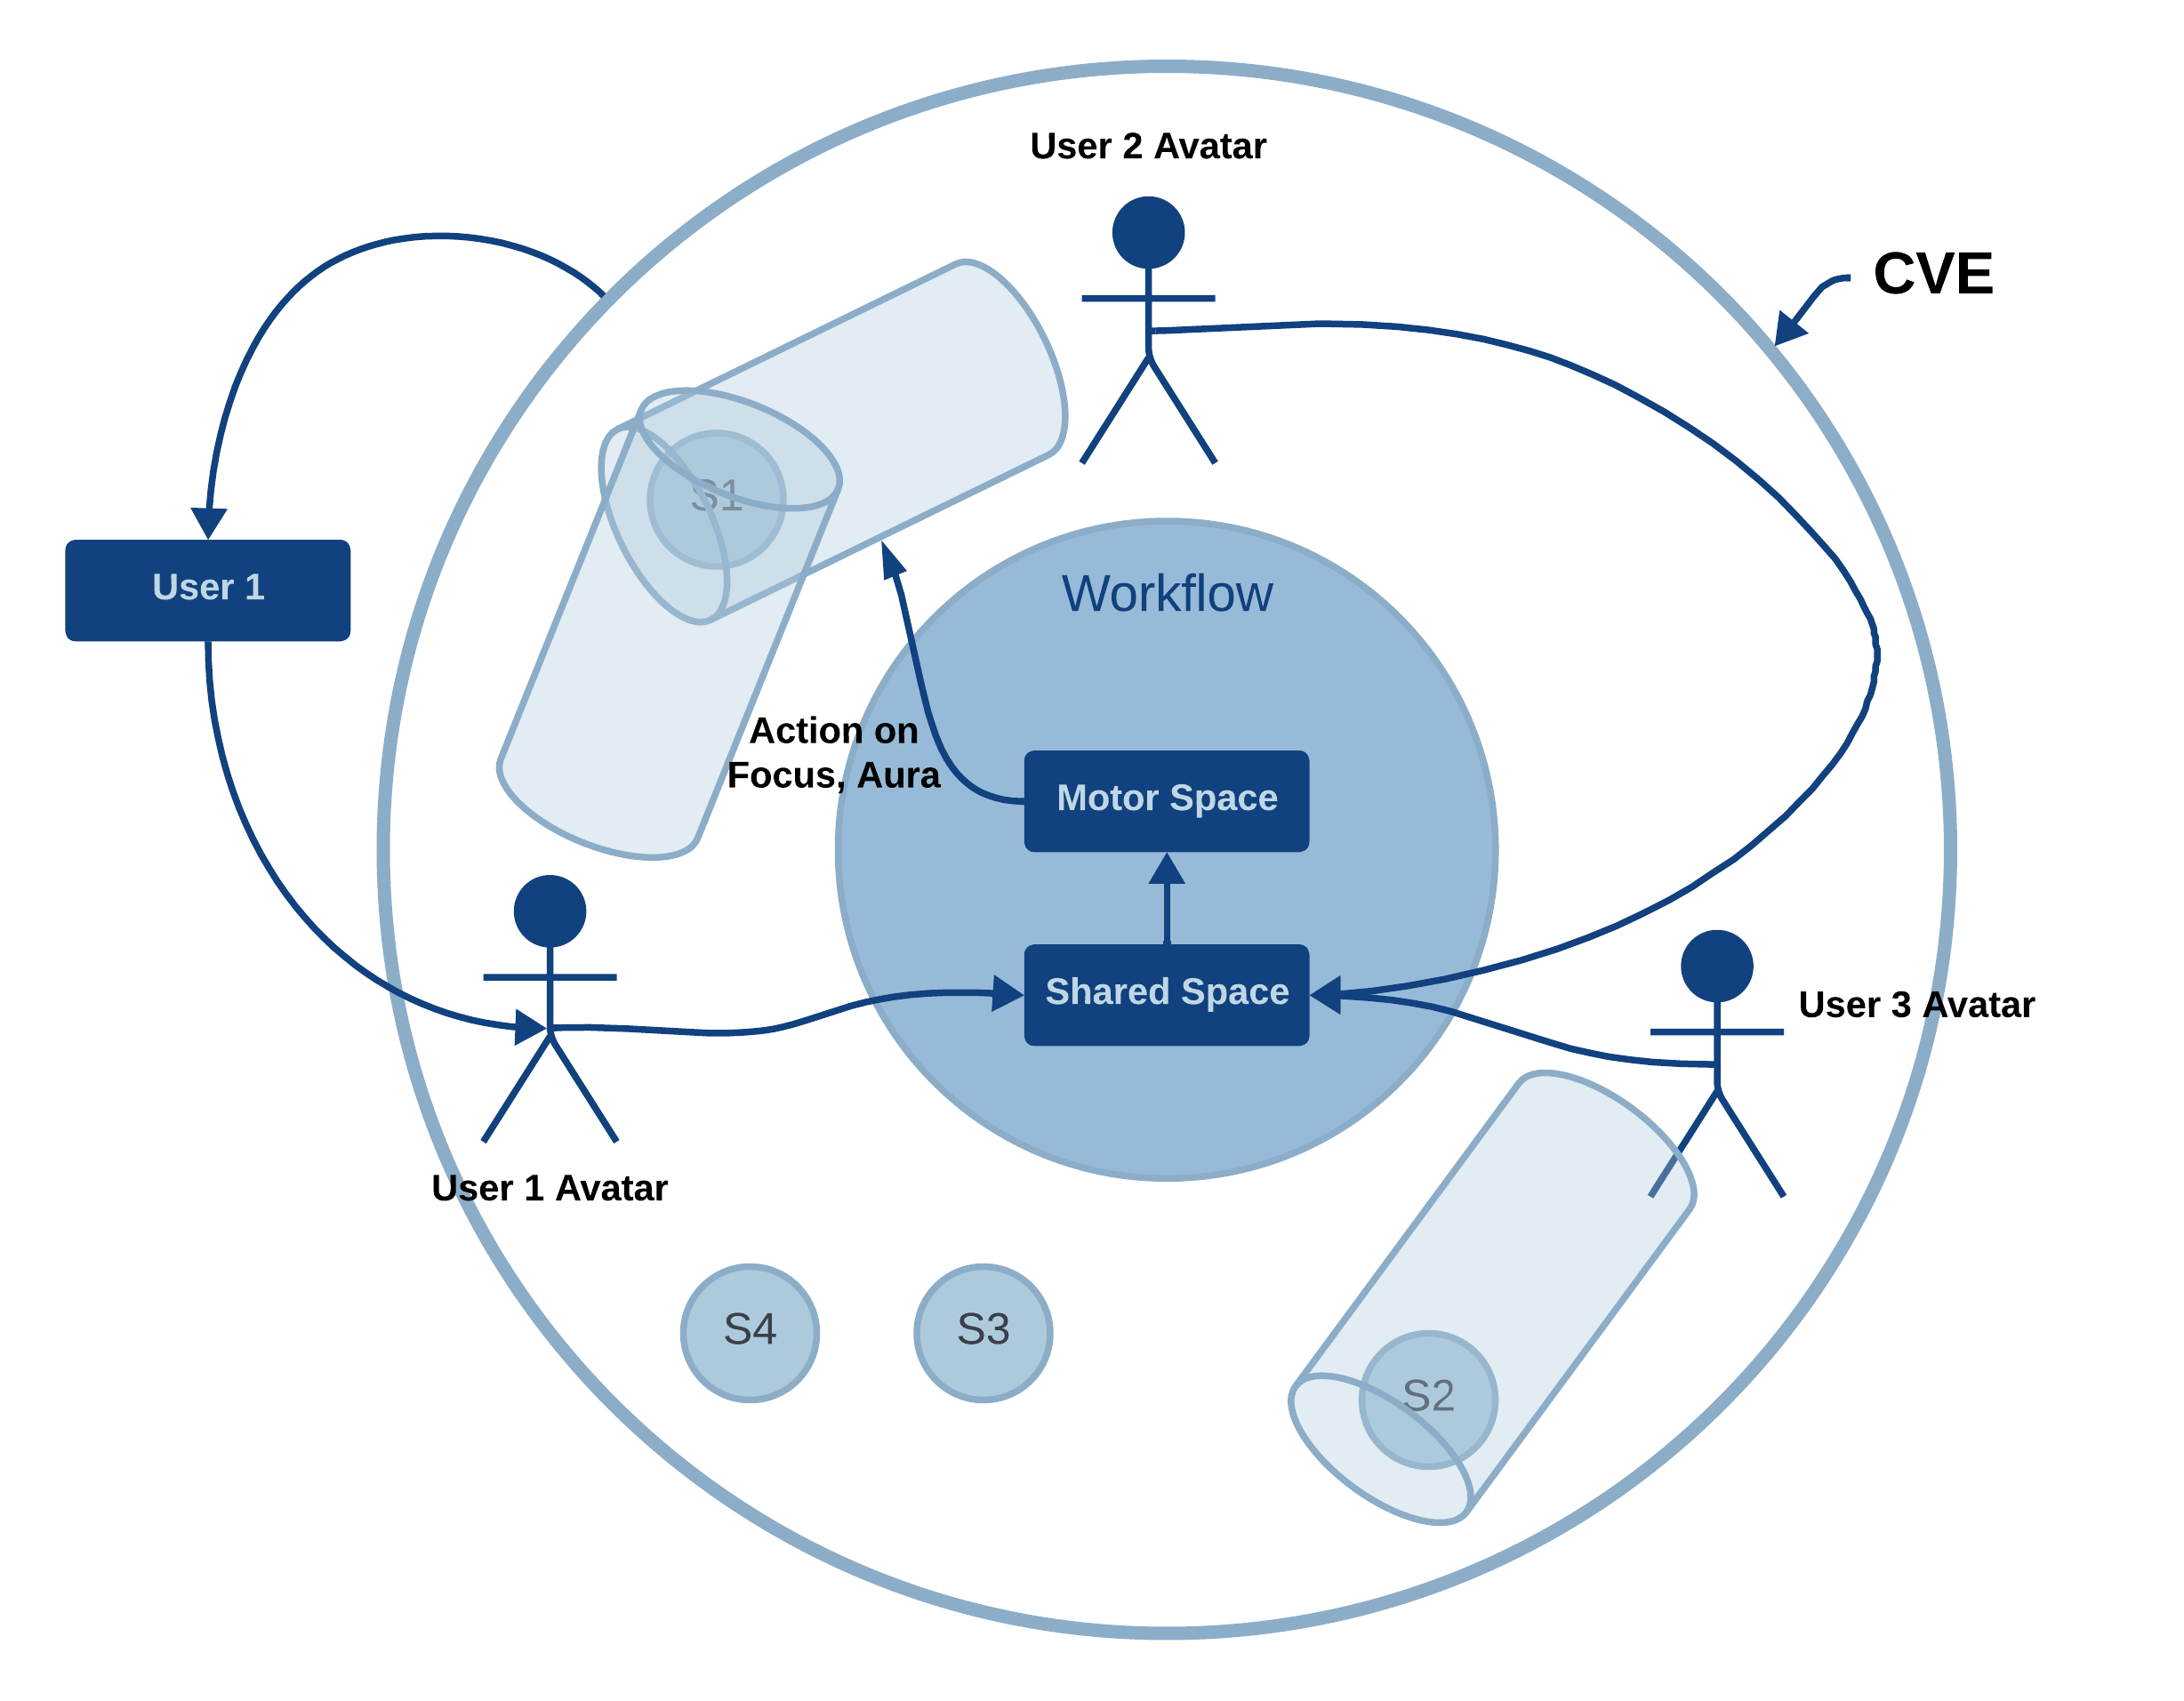 User 2 Avatar
CVE
S1
User 1
Workflow
Action on
Focus, Aura
Motor Space
Shared Space
User 3 Avatar
User 1 Avatar
S4
S3
S2